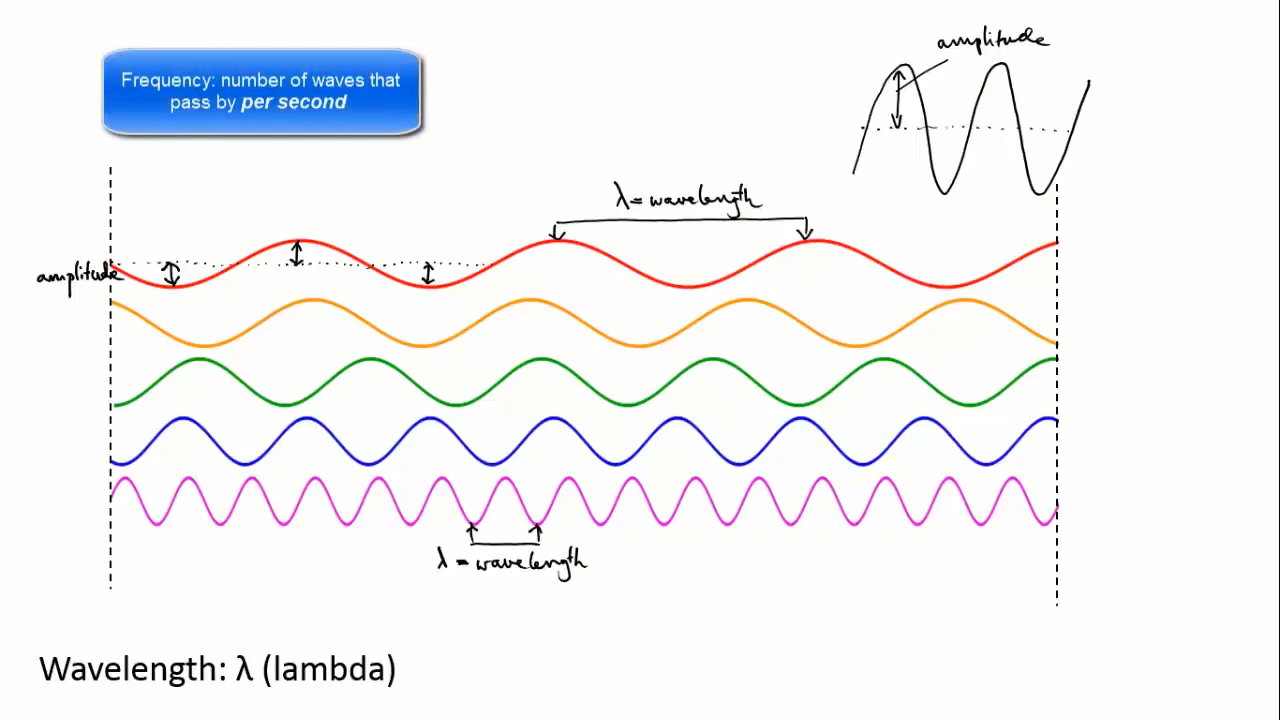 amplitude
Frequency: number of waves that
pass by per second
λ = wavelength
amplitude
λ = wavelength
Wavelength: λ (lambda)